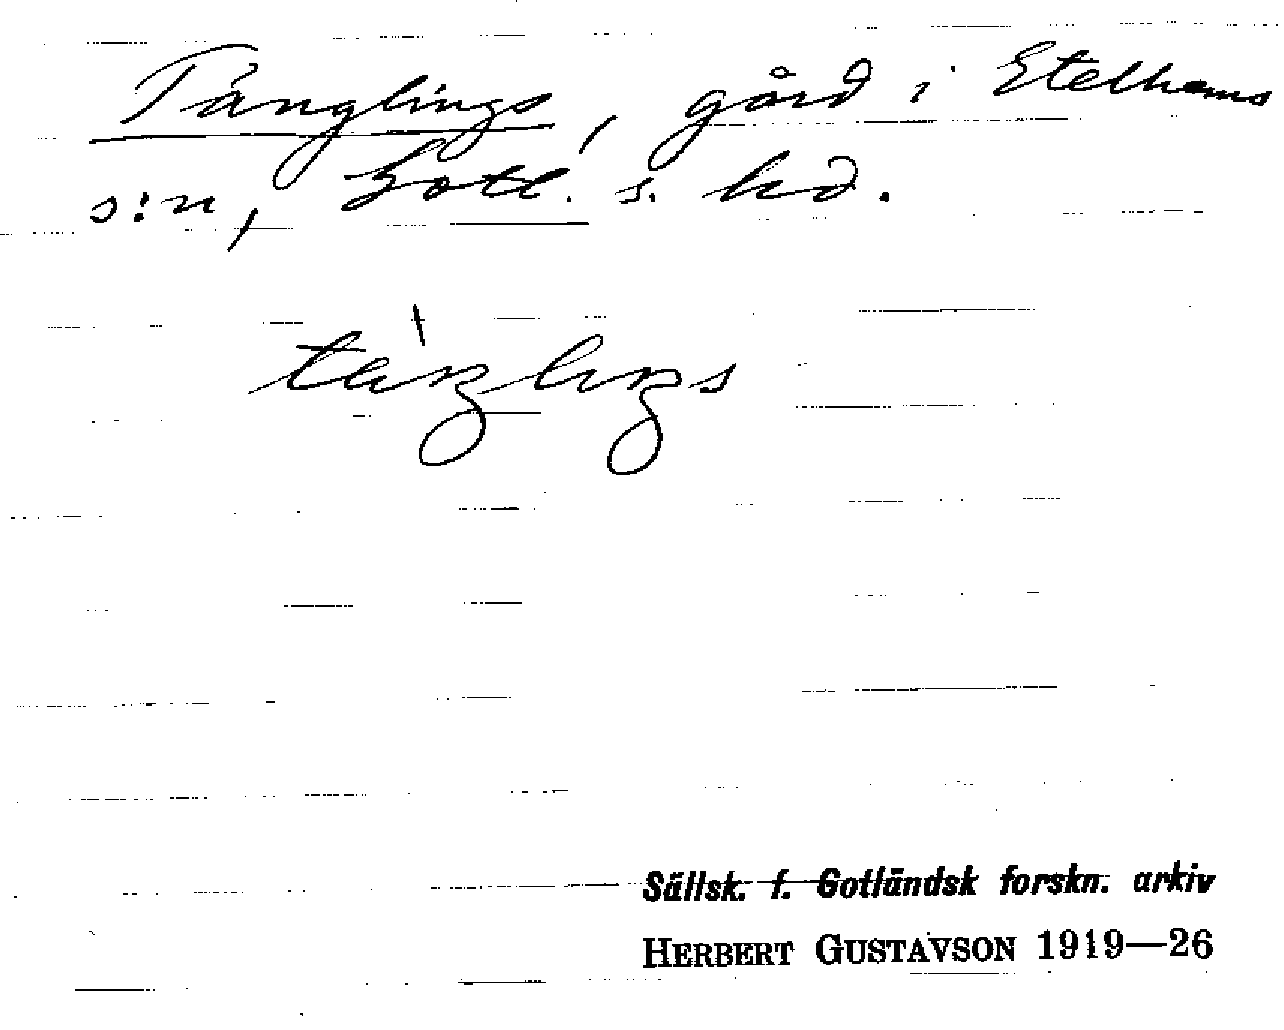 Tänglings, gård i Etelhems
s:n, Gotl. s. hd.
täŋliŋs
Sällsk. f. Gotländsk forskn. arkiv
HERBERT GUSTAVSON 1919—26